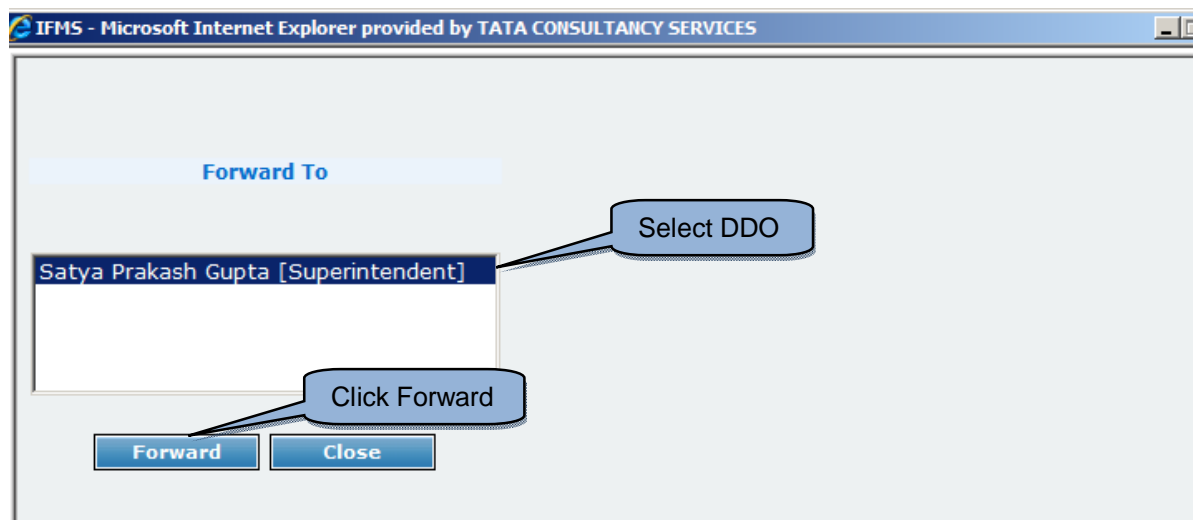 IFMS - Microsoft Internet Explorer provided by TATA CONSULTANCY SERVICES
Forward To
Select DDO
Satya Prakash Gupta [Superintendent]
Click Forward
Forward
Close